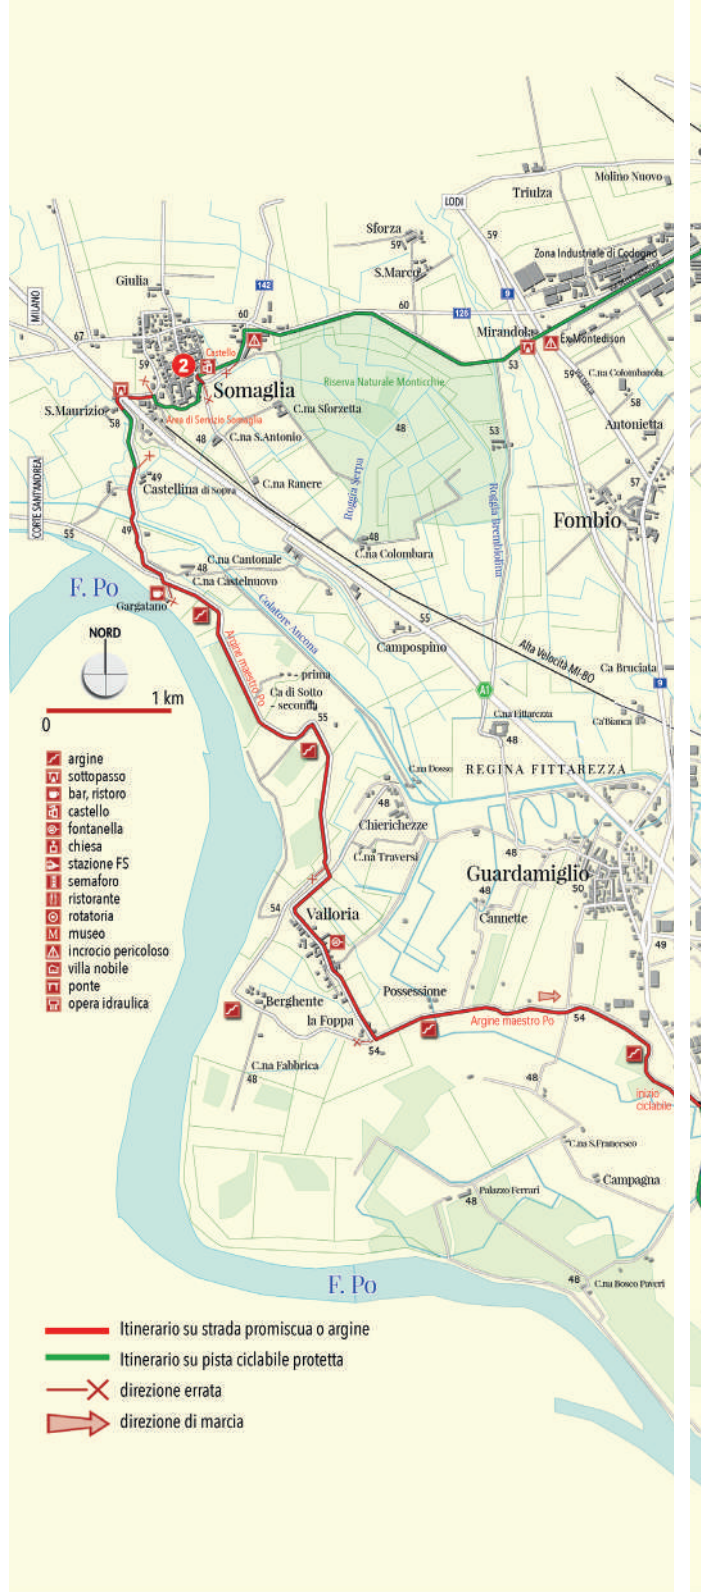 Molino Nuovo
Triulza
LODI
59
Sforza
59
Zona Industriale di Codogno
S.Marco
Giulia
142
9
MILANO
60
60
126
67
Mirandola
Ex Montedison
2
Castello
53
59
59
C.na Colombarola
Riserva Naturale Monticchie
58
Somaglia
S.Maurizio
C.na Sforzetta
Antonietta
58
Area di Servizio Somaglia
48
48
C.na S.Antonio
53
57
49
Castellina di Sopra
C.na Ranere
Roggia Serpa
Roggia Brembiolina
CORTE SANT'ANDREA
Fombio
55
49
48
C.na Colombara
C.na Cantonale
48
C.na Castelnuovo
F. Po
Gargatano
Colatore Ancona
55
NORD
Argine maestro Po
Campospino
Alta Velocità MI-BO
Ca Bruciata
prima
9
1 km
Ca di Sotto
A1
seconda
0
55
C.na Fittarezza
Ca'Bianca
48
argine
sottopasso
C.na Dosso
REGINA FITTAREZZA
bar, ristoro
castello
48
fontanella
Chierichezze
chiesa
C.na Traversi
48
stazione FS
Guardamiglio
semaforo
50
ristorante
54
48
rotatoria
Valloria
Cannette
museo
49
incrocio pericoloso
villa nobile
ponte
Possessione
opera idraulica
Berghente
la Foppa
54
Argine maestro Po
54
C.na Fabbrica
48
48
inizio
ciclabile
C.na S.Francesco
Campagna
Palazzo Ferrari
48
F. Po
48
C.na Bosco Paveri
Itinerario su strada promiscua o argine
Itinerario su pista ciclabile protetta
direzione errata
direzione di marcia